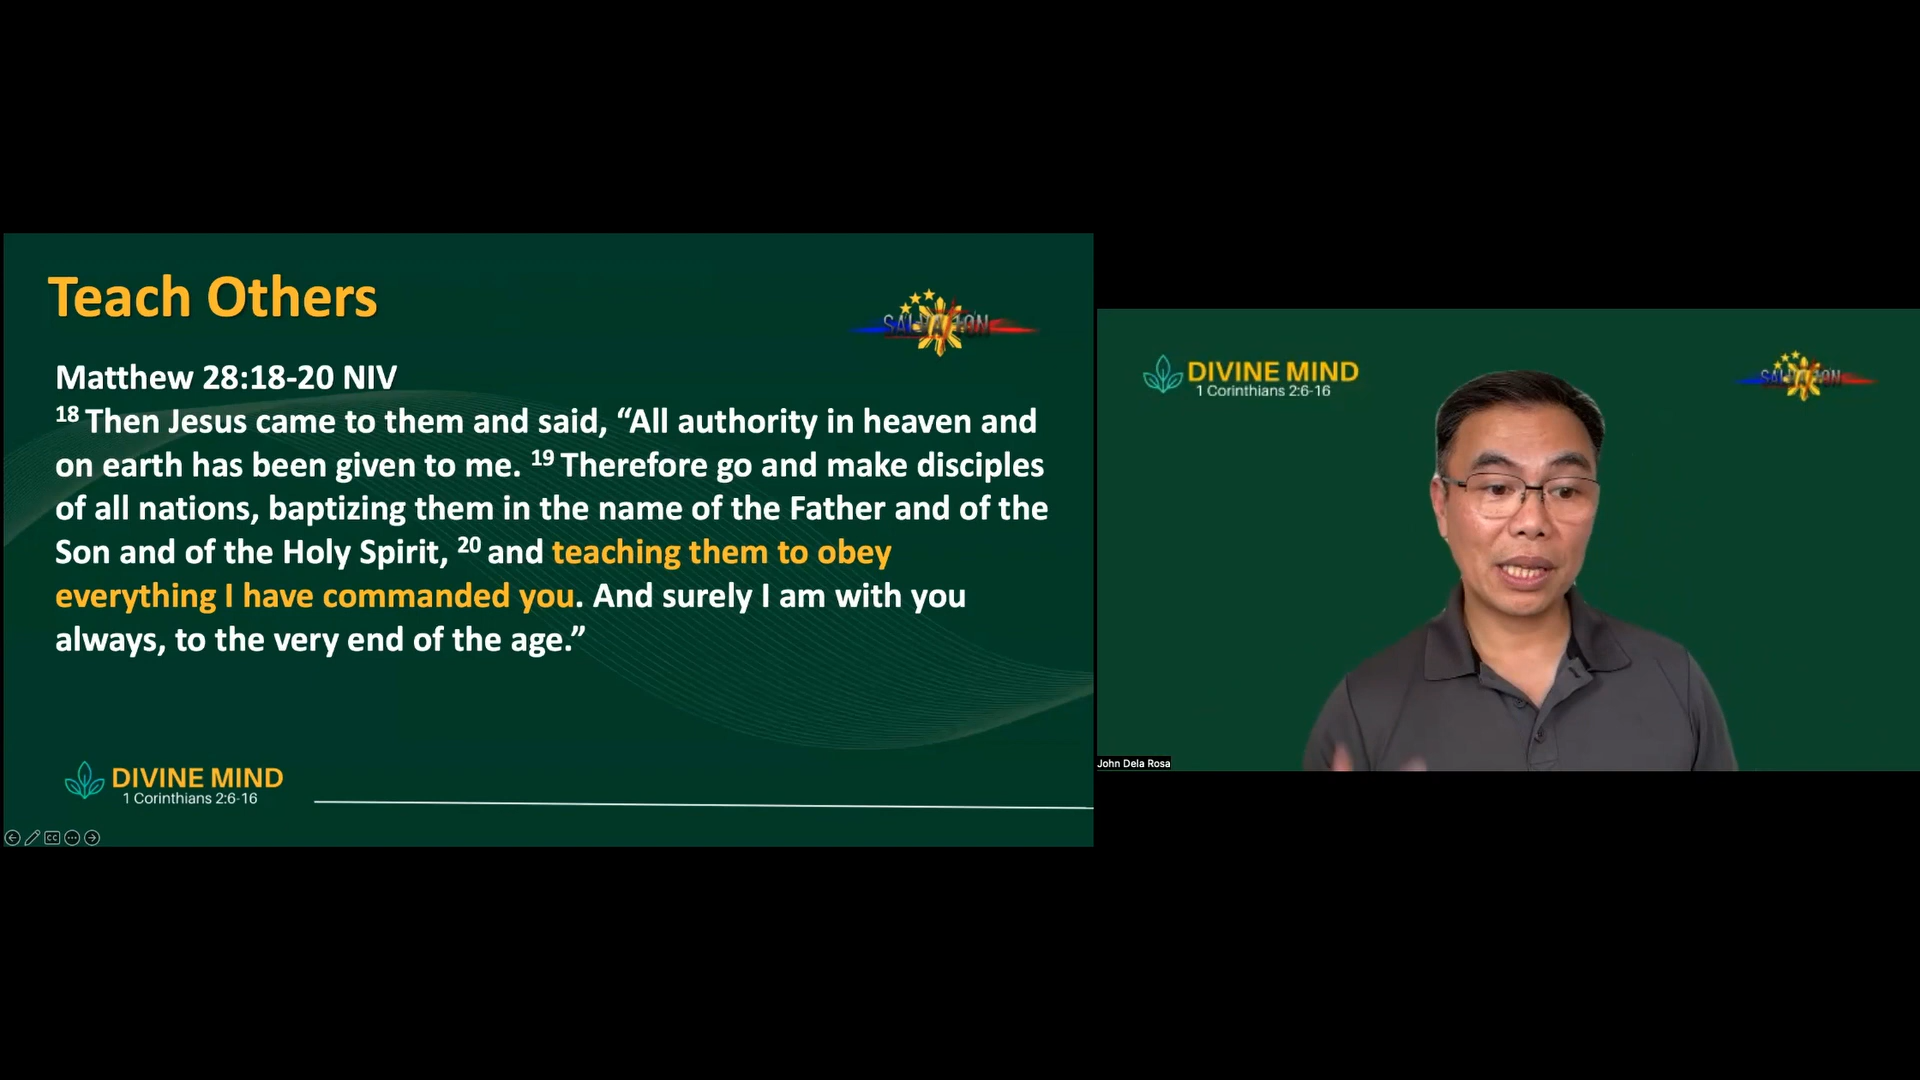 Teach Others
SALVATION
Matthew 28:18-20 NIV
18 Then Jesus came to them and said, “All authority in heaven and
on earth has been given to me. 19 Therefore go and make disciples
of all nations, baptizing them in the name of the Father and of the
Son and of the Holy Spirit, 20 and teaching them to obey
everything I have commanded you. And surely I am with you
always, to the very end of the age.”
DIVINE MIND
1 Corinthians 2:6-16
CC
DIVINE MIND
1 Corinthians 2:6-16
SALVATION
John Dela Rosa